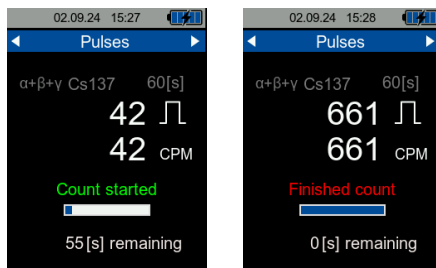 02.09.24 15:27
Pulses
α+β+γ Cs137 60[s]
42
42 CPM
Count started
55[s] remaining
02.09.24 15:28
Pulses
α+β+γ Cs137 60[s]
661
661 CPM
Finished count
0[s] remaining